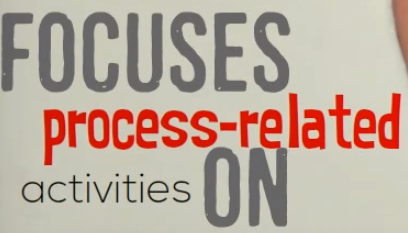 FOCUSES
process-related
activities ON